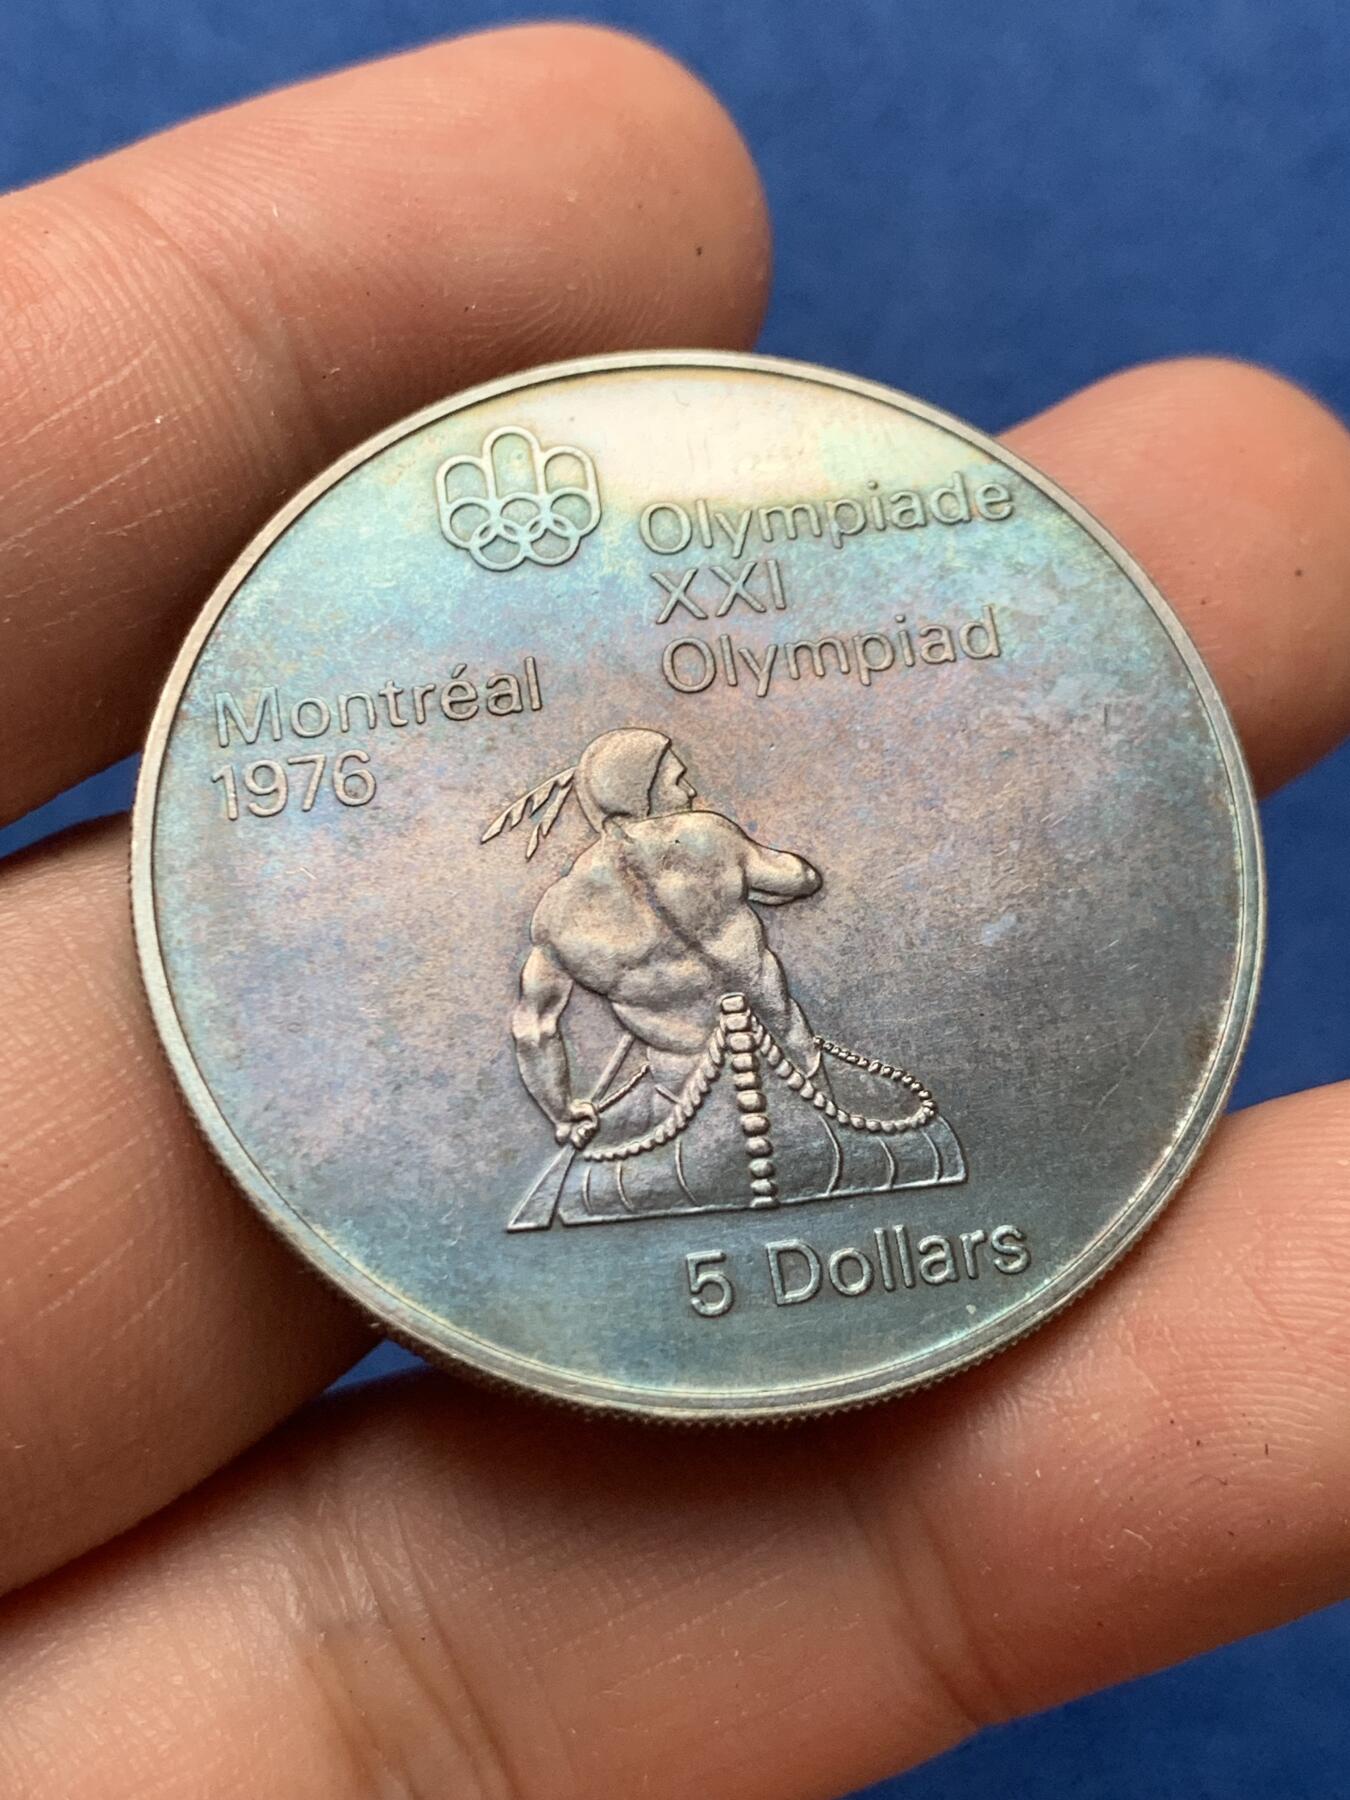 Olympiade
XXI
Olympiad
Montréal
1976
5 Dollars